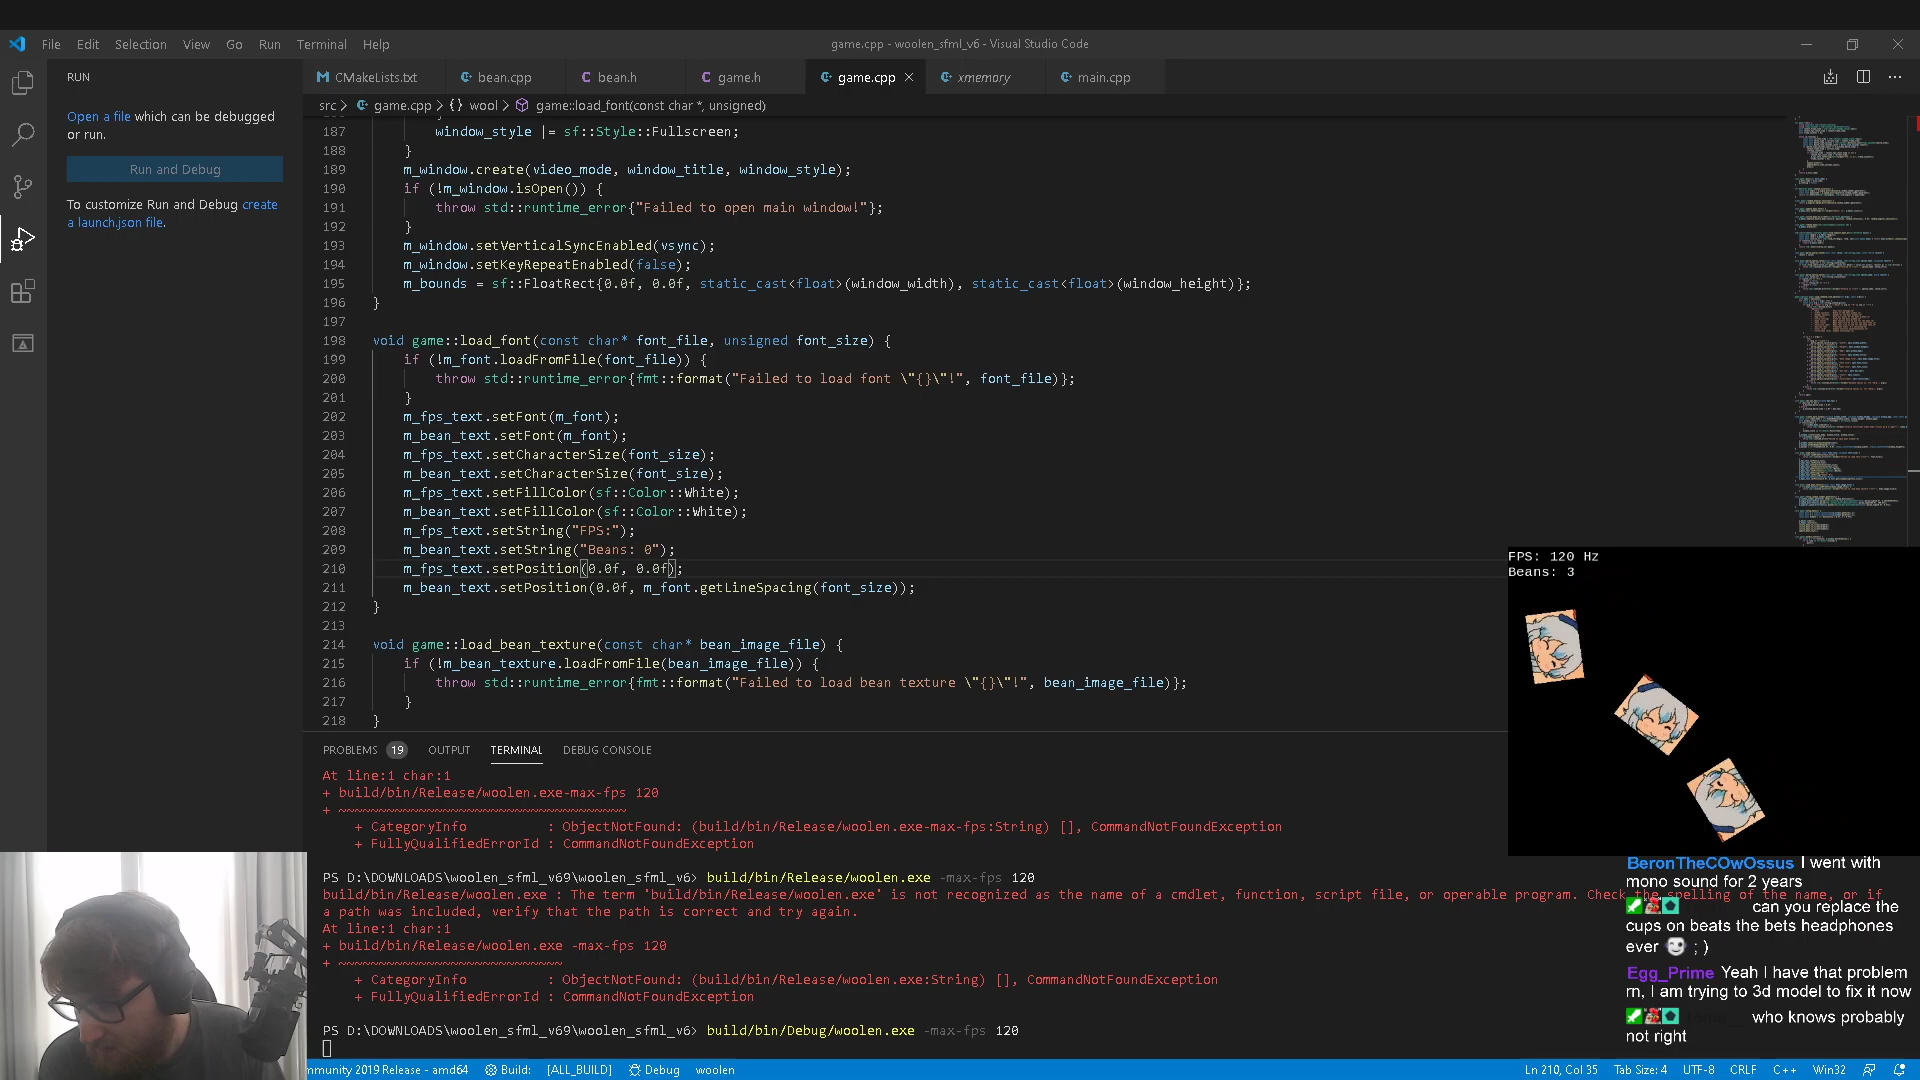 File Edit Selection View Go Run Terminal Help
game.cpp - woolen_sfml_v6 - Visual Studio Code
RUN
CMakeLists.txt bean.cpp bean.h game.h game.cpp xmemory main.cpp
Open a file which can be debugged
or run.
Run and Debug
To customize Run and Debug create
a launch.json file.
src > game.cpp > {} wool > game::load_font(const char *, unsigned)
187 window_style |= sf::Style::Fullscreen;
188 }
189 m_window.create(video_mode, window_title, window_style);
190 if (!m_window.isOpen()) {
191 throw std::runtime_error{"Failed to open main window!"};
192 }
193 m_window.setVerticalSyncEnabled(vsync);
194 m_window.setKeyRepeatEnabled(false);
195 m_bounds = sf::FloatRect{0.0f, 0.0f, static_cast<float>(window_width), static_cast<float>(window_height)};
196 }
197
198 void game::load_font(const char* font_file, unsigned font_size) {
199 if (!m_font.loadFromFile(font_file)) {
200 throw std::runtime_error{fmt::format("Failed to load font \"{}\"!", font_file)};
201 }
202 m_fps_text.setFont(m_font);
203 m_bean_text.setFont(m_font);
204 m_fps_text.setCharacterSize(font_size);
205 m_bean_text.setCharacterSize(font_size);
206 m_fps_text.setFillColor(sf::Color::White);
207 m_bean_text.setFillColor(sf::Color::White);
208 m_fps_text.setString("FPS:");
209 m_bean_text.setString("Beans: 0");
210 m_fps_text.setPosition(0.0f, 0.0f);
211 m_bean_text.setPosition(0.0f, m_font.getLineSpacing(font_size));
212 }
213
214 void game::load_bean_texture(const char* bean_image_file) {
215 if (!m_bean_texture.loadFromFile(bean_image_file)) {
216 throw std::runtime_error{fmt::format("Failed to load bean texture \"{}\"!", bean_image_file)};
217 }
218 }
FPS: 120 Hz
Beans: 3
PROBLEMS 19 OUTPUT TERMINAL DEBUG CONSOLE
At line:1 char:1
+ build/bin/Release/woolen.exe-max-fps 120
+ ~~~~~~~~~~~~~~~~~~~~~~~~~~~~~~~~~~~~
+ CategoryInfo : ObjectNotFound: (build/bin/Release/woolen.exe-max-fps:String) [], CommandNotFoundException
+ FullyQualifiedErrorId : CommandNotFoundException
PS D:\DOWNLOADS\woolen_sfml_v69\woolen_sfml_v6> build/bin/Release/woolen.exe -max-fps 120
build/bin/Release/woolen.exe : The term 'build/bin/Release/woolen.exe' is not recognized as the name of a cmdlet, function, script file, or operable program. Check the spelling of the name, or if
a path was included, verify that the path is correct and try again.
At line:1 char:1
+ build/bin/Release/woolen.exe -max-fps 120
+ ~~~~~~~~~~~~~~~~~~~~~~~~~~~~
+ CategoryInfo : ObjectNotFound: (build/bin/Release/woolen.exe:String) [], CommandNotFoundException
+ FullyQualifiedErrorId : CommandNotFoundException
PS D:\DOWNLOADS\woolen_sfml_v69\woolen_sfml_v6> build/bin/Debug/woolen.exe -max-fps 120
BeronTheCOwOssus I went with
mono sound for 2 years
can you replace the
cups on beats the bets headphones
ever ; )
Egg_Prime Yeah I have that problem
rn, I am trying to 3d model to fix it now
who knows probably
not right
mmunity 2019 Release - amd64 Build: [ALL_BUILD] Debug woolen Ln 210, Col 35 Tab Size: 4 UTF-8 CRLF C++ Win32